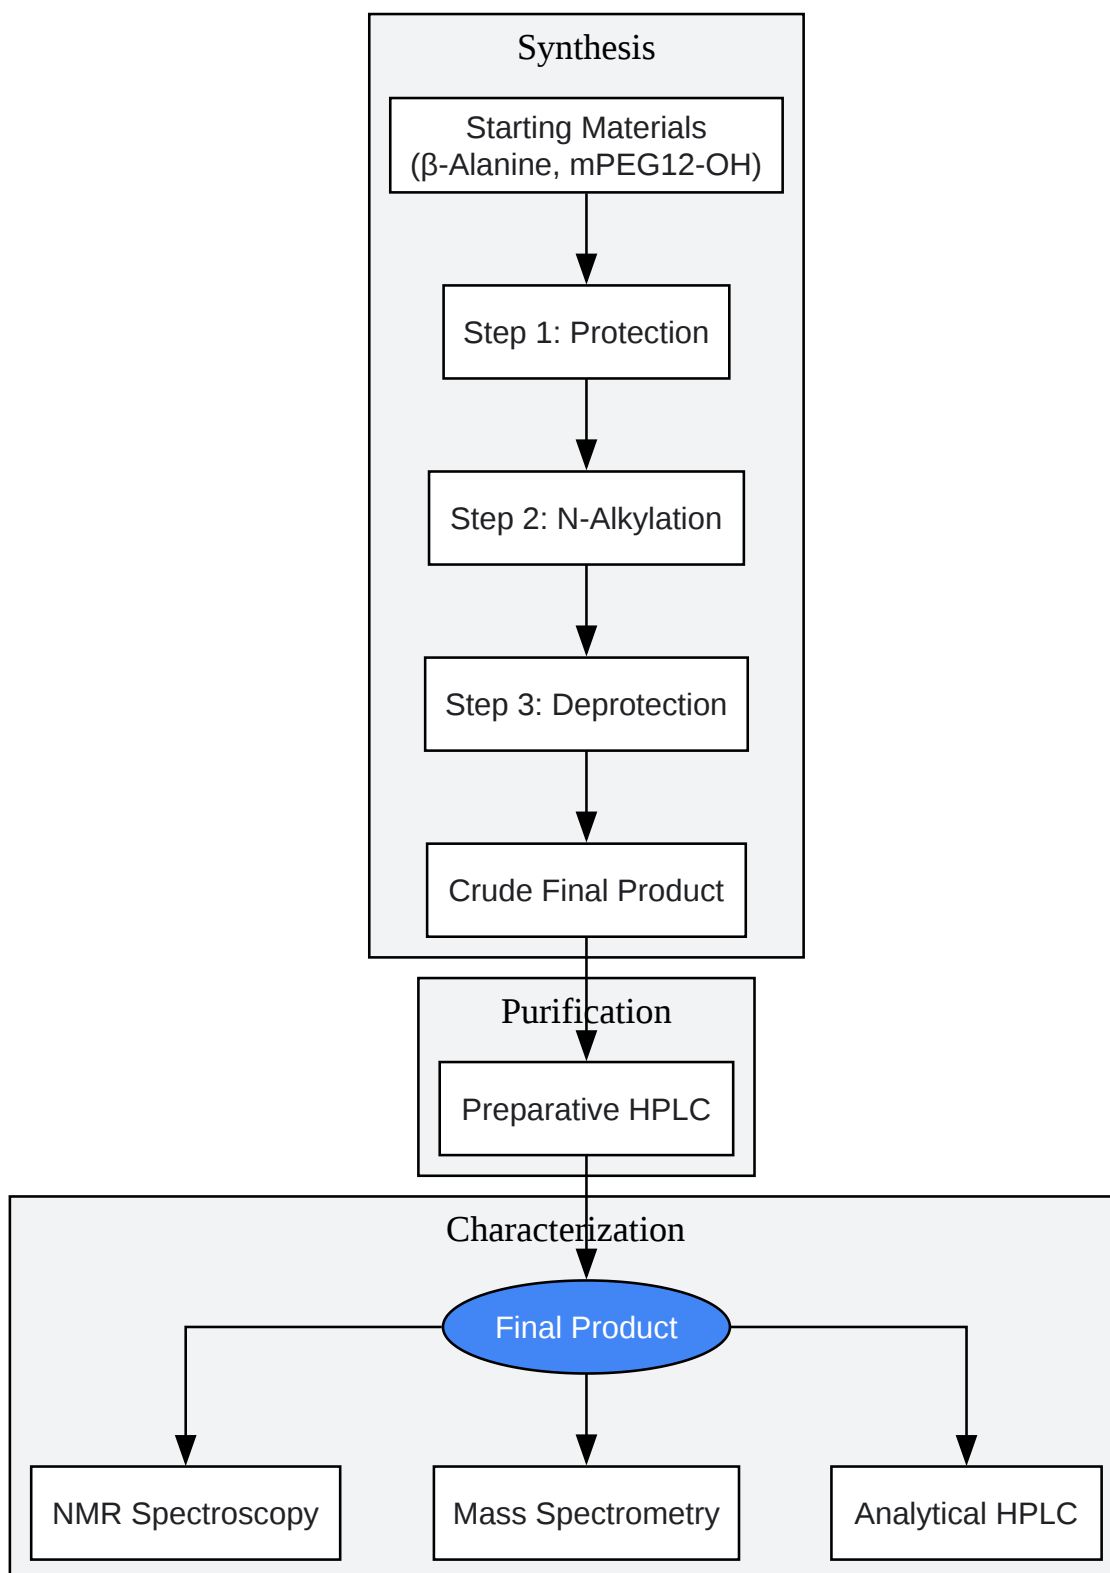 Synthesis
Starting Materials
(β-Alanine, mPEG12-OH)
Step 1: Protection
Step 2: N-Alkylation
Step 3: Deprotection
Crude Final Product
Purification
Preparative HPLC
Characterization
Final Product
NMR Spectroscopy
Mass Spectrometry
Analytical HPLC